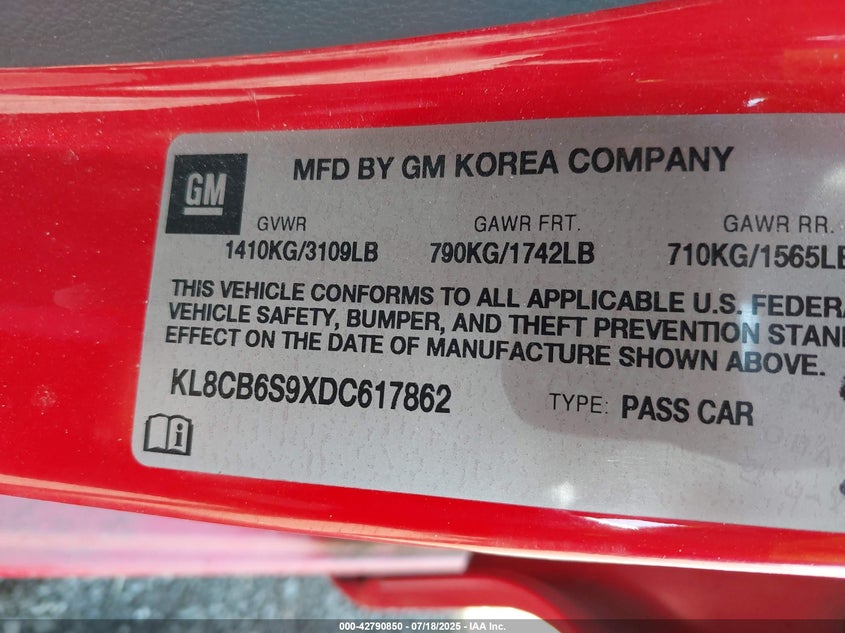 MFD BY GM KOREA COMPANY
GM
GVWR GAWR FRT. GAWR RR.
1410KG/3109LB 790KG/1742LB 710KG/1565LB
THIS VEHICLE CONFORMS TO ALL APPLICABLE U.S.
VEHICLE SAFETY, BUMPER, AND THEFT PREVENTION
EFFECT ON THE DATE OF MANUFACTURE SHOWN ABOVE.
KL8CB6S9XDC617862 TYPE: PASS CAR
000-42790850 - 07/18/2025 - IAA Inc.